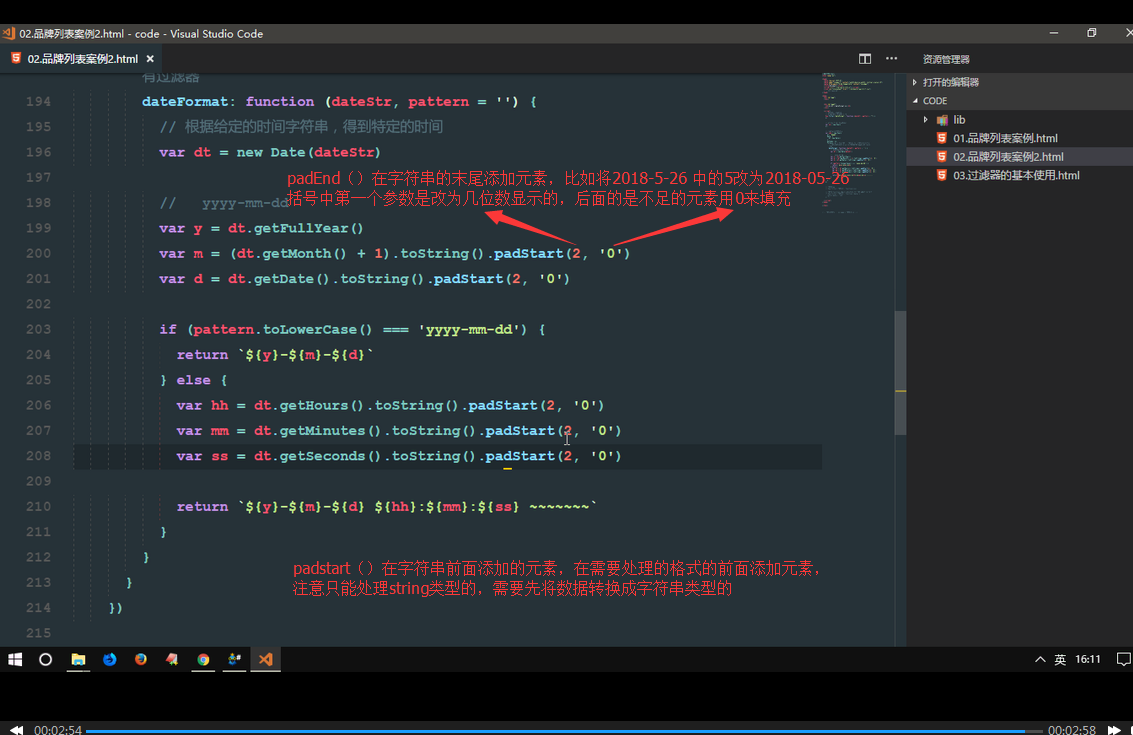 02.品牌列表案例2.html - code - Visual Studio Code
02.品牌列表案例2.html ×
资源管理器
打开的编辑器
CODE
lib
01.品牌列表案例.html
02.品牌列表案例2.html
03.过滤器的基本使用.html
有过滤器
194 dateFormat: function (dateStr, pattern = '') {
195 // 根据给定的时间字符串，得到特定的时间
196 var dt = new Date(dateStr)
197
padEnd（）在字符串的末尾添加元素，比如将2018-5-26 中的5改为2018-05-26
括号中第一个参数是改为几位数显示的，后面的是不足的元素用0来填充
198 // yyyy-mm-dd
199 var y = dt.getFullYear()
200 var m = (dt.getMonth() + 1).toString().padStart(2, '0')
201 var d = dt.getDate().toString().padStart(2, '0')
202
203 if (pattern.toLowerCase() === 'yyyy-mm-dd') {
204 return `${y}-${m}-${d}`
205 } else {
206 var hh = dt.getHours().toString().padStart(2, '0')
207 var mm = dt.getMinutes().toString().padStart(2, '0')
208 var ss = dt.getSeconds().toString().padStart(2, '0')
209
210 return `${y}-${m}-${d} ${hh}:${mm}:${ss} ~~~~~~~`
211 }
212 }
213 }
214 })
215
padstart（）在字符串前面添加的元素，在需要处理的格式的前面添加元素，
注意只能处理string类型的，需要先将数据转换成字符串类型的
英 16:11
00:02:54
00:02:58